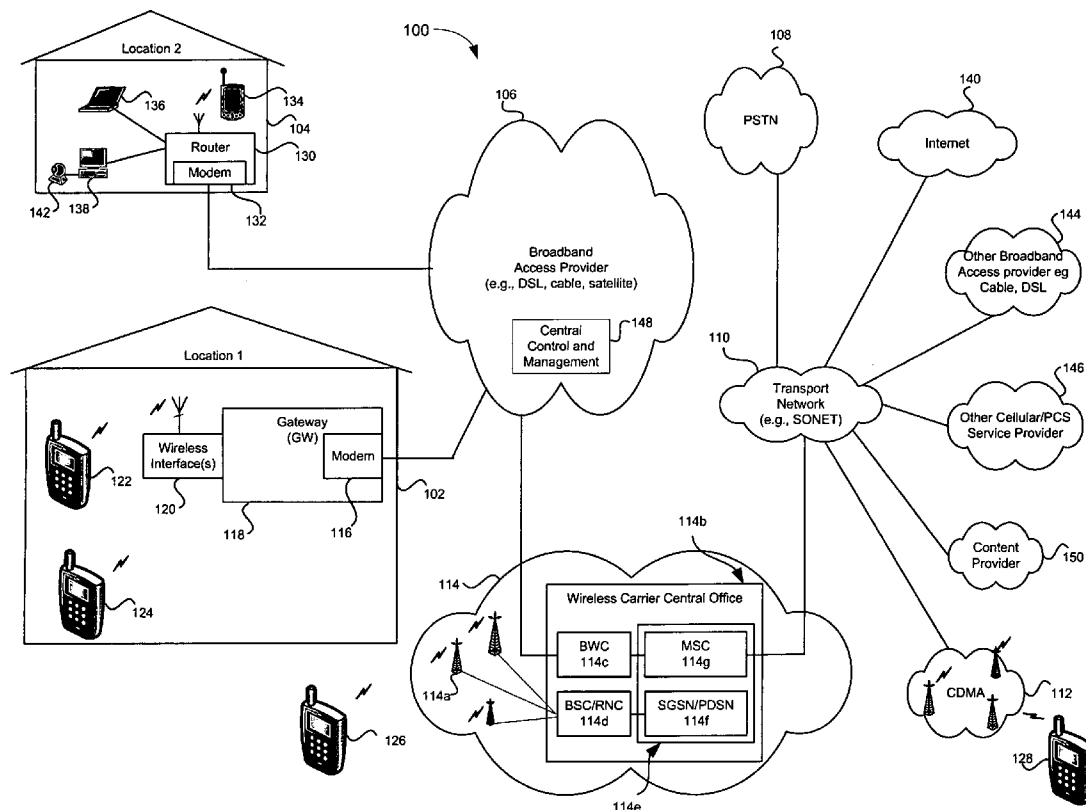 Location 2
136
134
104
Router
130
Modem
142
138
132
100
106
Broadband
Access Provider
(e.g., DSL, cable, satellite)
Central
Control and
Management
148
108
PSTN
140
Internet
144
Other Broadband
Access provider eg
Cable, DSL
110
Transport
Network
(e.g., SONET)
146
Other Cellular/PCS
Service Provider
Content
Provider
150
CDMA
112
128
Location 1
Gateway
(GW)
Wireless
Interface(s)
Modem
122
120
118
116
102
124
126
114
114b
Wireless Carrier Central Office
BWC
114c
MSC
114g
114a
BSC/RNC
114d
SGSN/PDSN
114f
114e